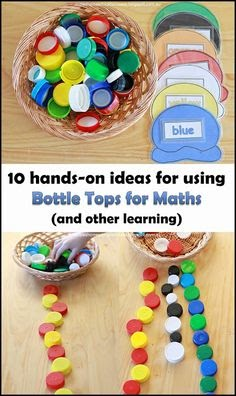 blue
10 hands-on ideas for using
Bottle Tops for Maths
(and other learning)